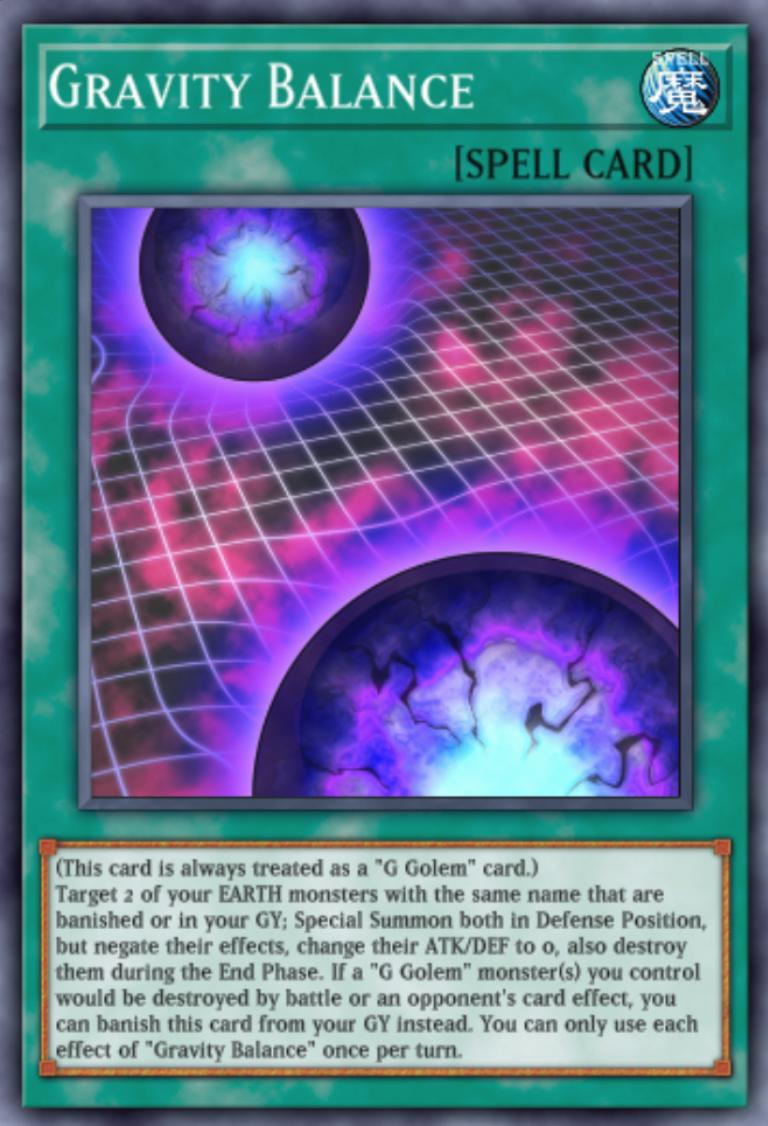 GRAVITY BALANCE
SPELL
魔
[SPELL CARD]
(This card is always treated as a "G Golem" card.)
Target 2 of your EARTH monsters with the same name that are
banished or in your GY; Special Summon both in Defense Position,
but negate their effects, change their ATK/DEF to 0, also destroy
them during the End Phase. If a "G Golem" monster(s) you control
would be destroyed by battle or an opponent's card effect, you
can banish this card from your GY instead. You can only use each
effect of "Gravity Balance" once per turn.